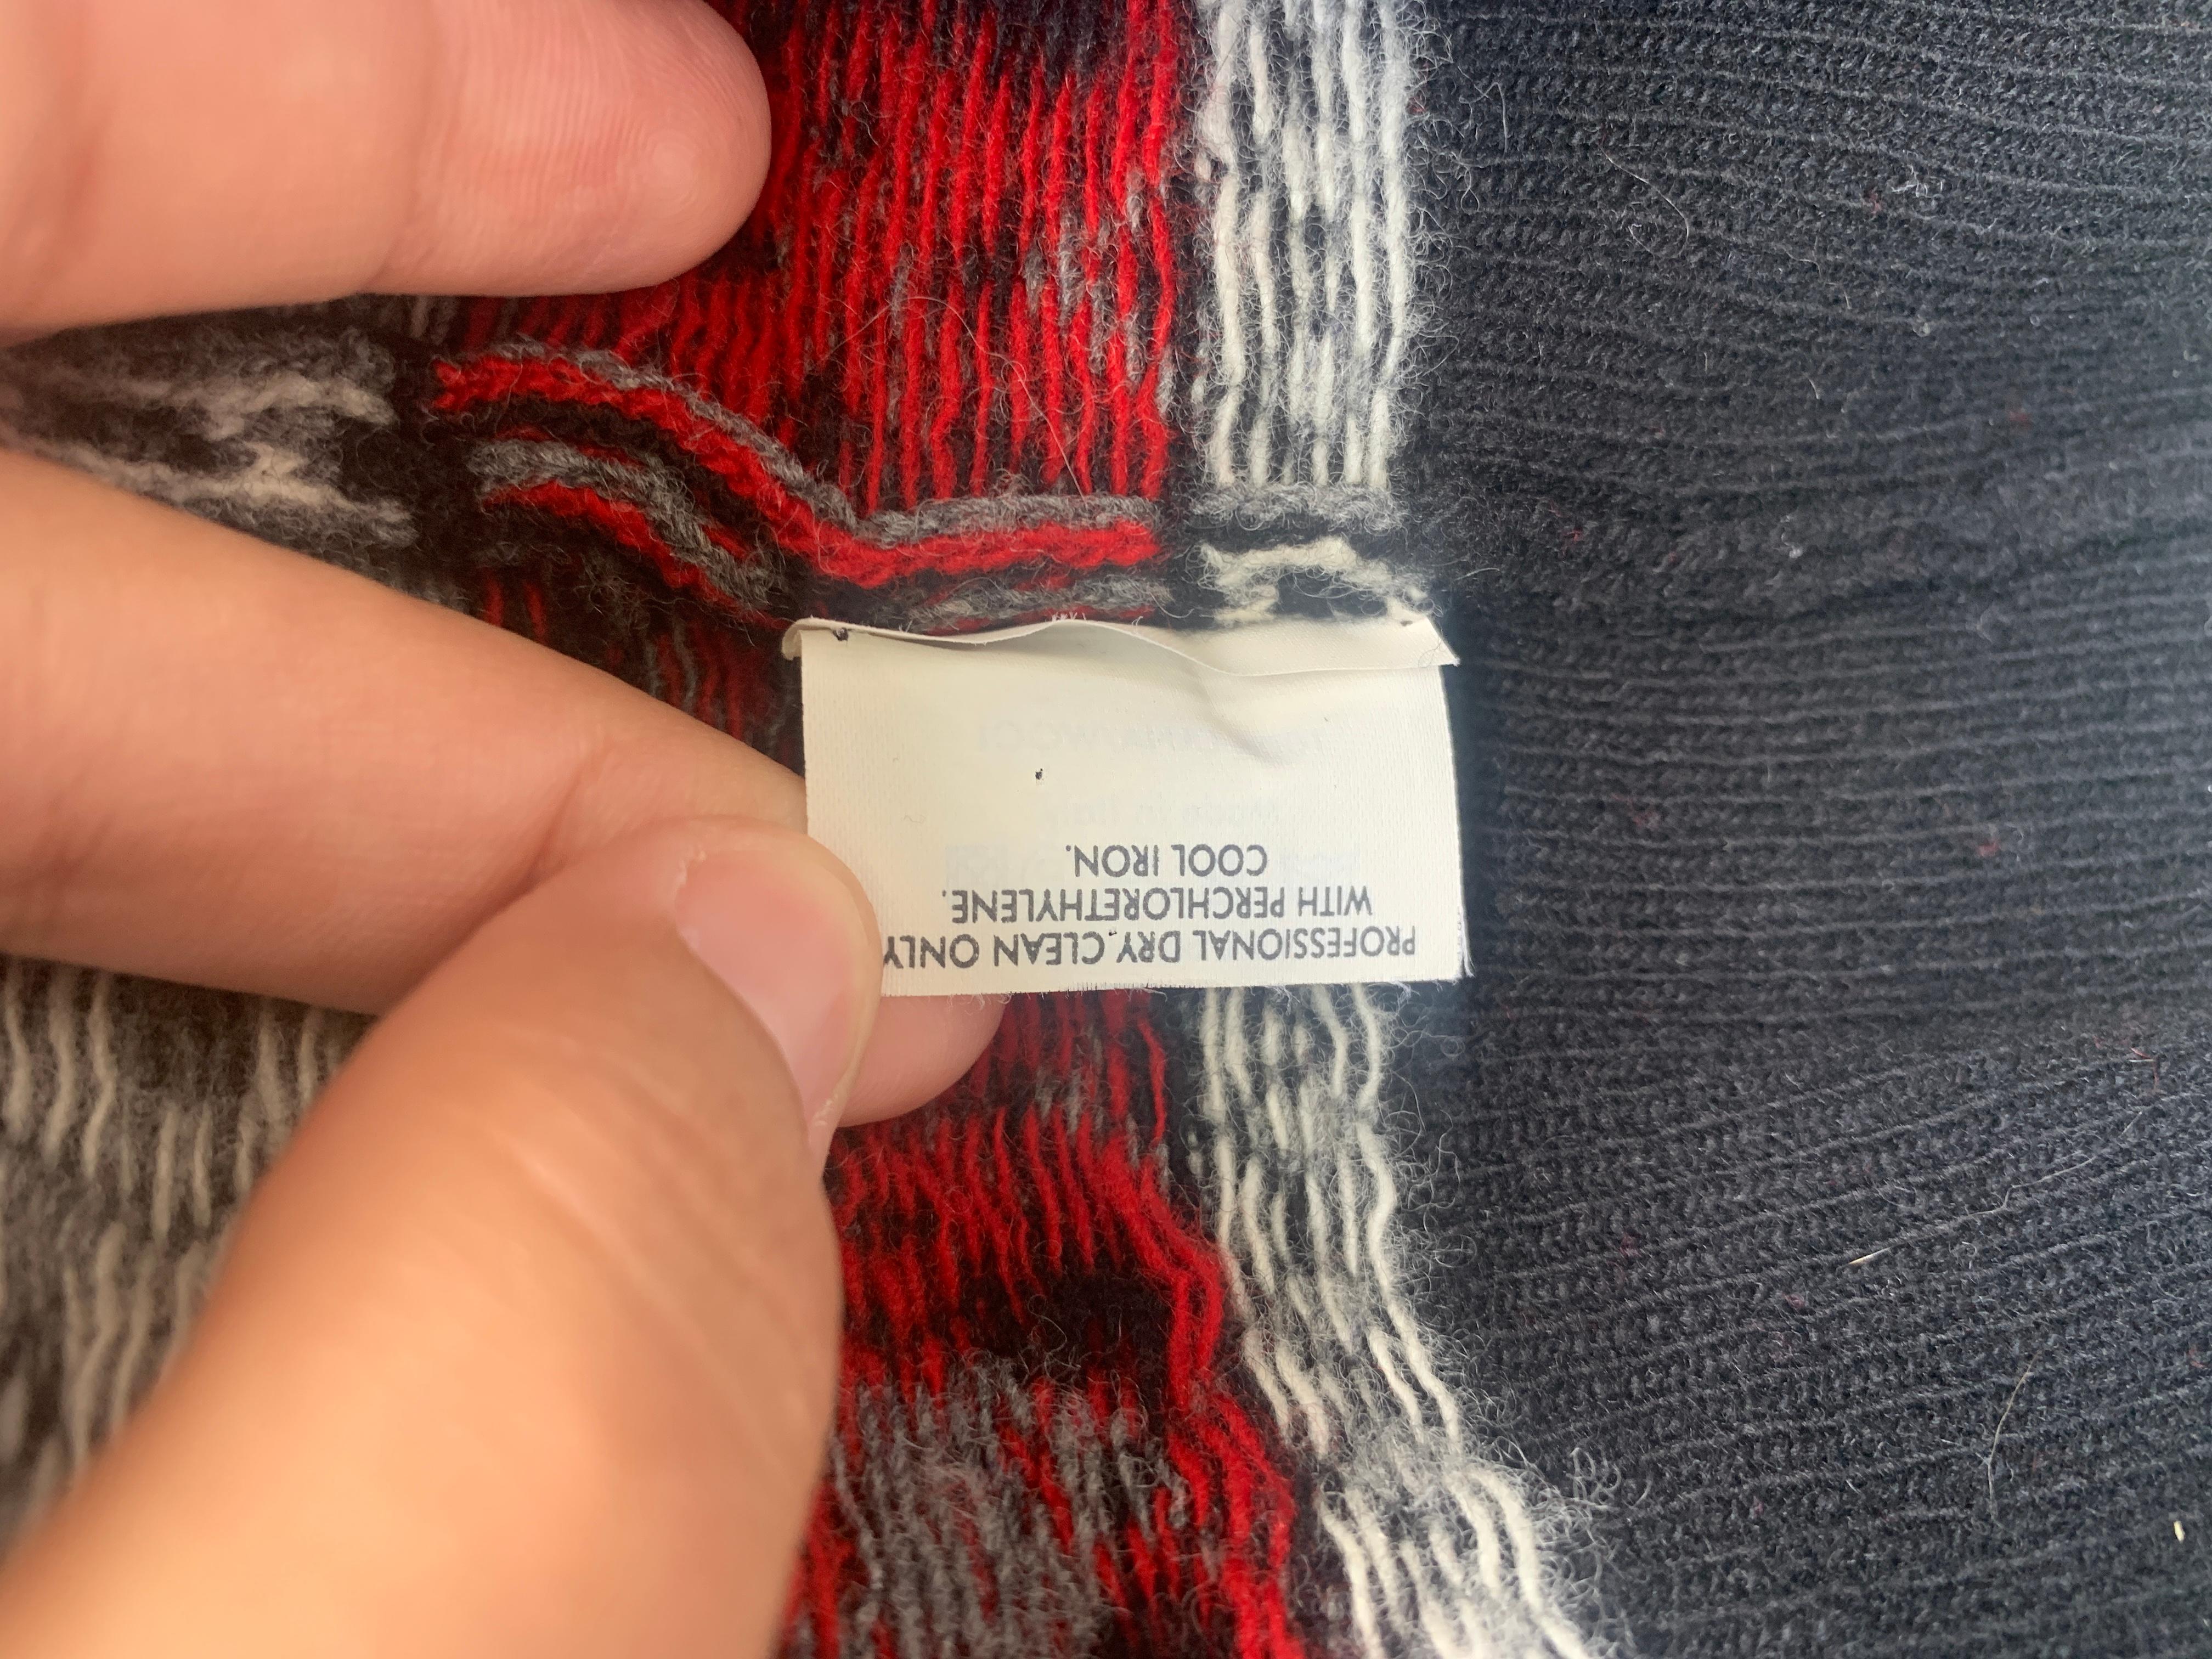 PROFESSIONAL DRY CLEAN ONLY
WITH PERCHLORETHYLENE.
COOL IRON.